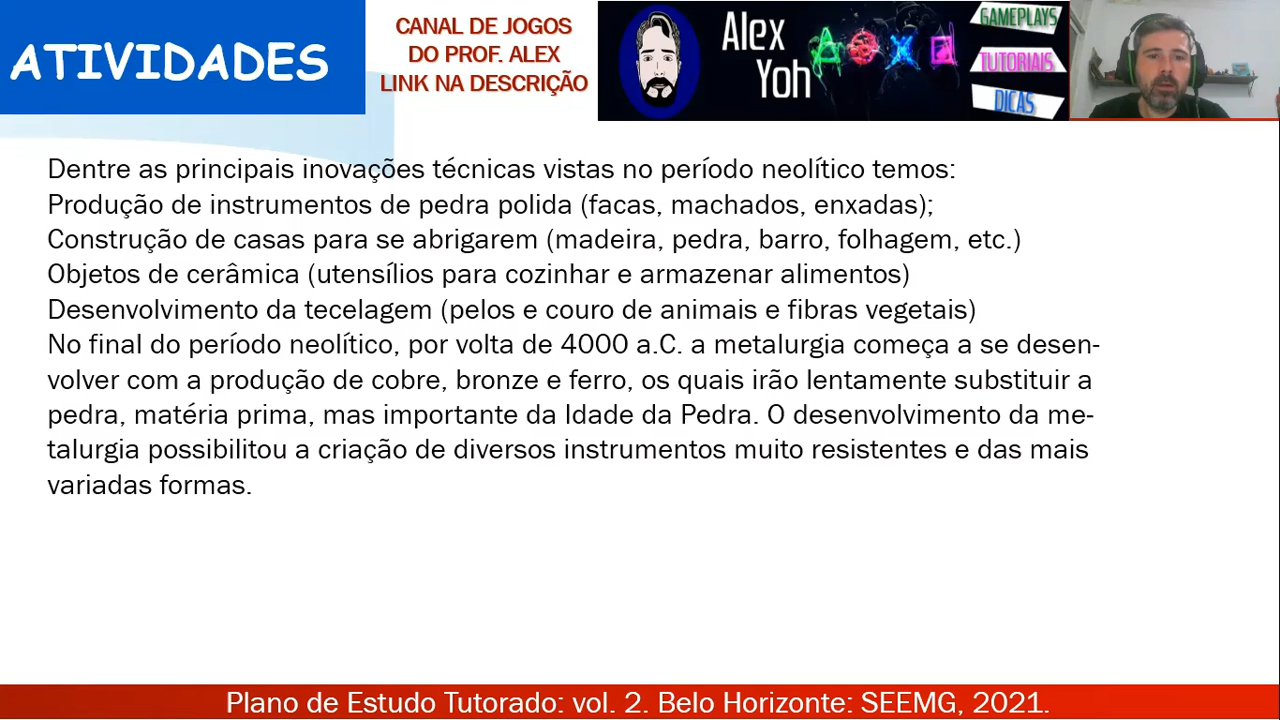 ATIVIDADES
CANAL DE JOGOS
DO PROF. ALEX
LINK NA DESCRIÇÃO
Alex
Yoh
GAMEPLAYS
TUTORIAIS
DICAS
Dentre as principais inovações técnicas vistas no período neolítico temos:
Produção de instrumentos de pedra polida (facas, machados, enxadas);
Construção de casas para se abrigarem (madeira, pedra, barro, folhagem, etc.)
Objetos de cerâmica (utensílios para cozinhar e armazenar alimentos)
Desenvolvimento da tecelagem (pelos e couro de animais e fibras vegetais)
No final do período neolítico, por volta de 4000 a.C. a metalurgia começa a se desen-
volver com a produção de cobre, bronze e ferro, os quais irão lentamente substituir a
pedra, matéria prima, mas importante da Idade da Pedra. O desenvolvimento da me-
talurgia possibilitou a criação de diversos instrumentos muito resistentes e das mais
variadas formas.
Plano de Estudo Tutorado: vol. 2. Belo Horizonte: SEEMG, 2021.